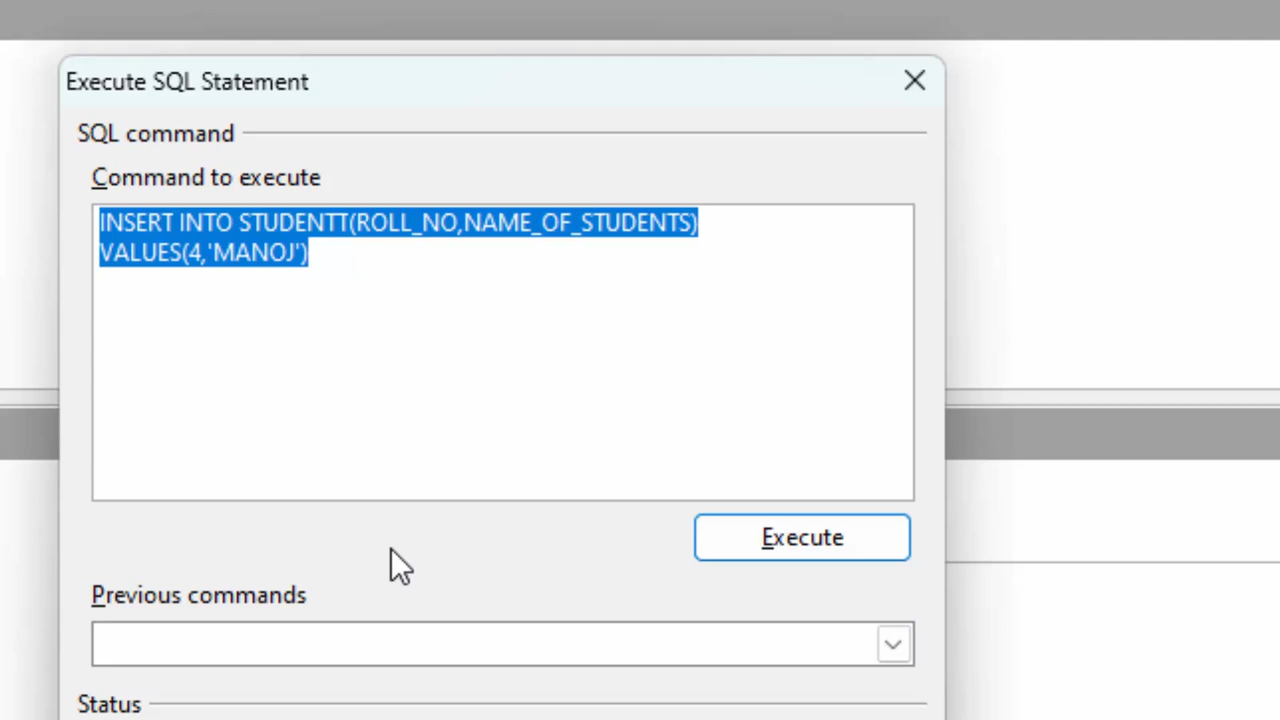 Execute SQL Statement
SQL command
Command to execute
INSERT INTO STUDENTT(ROLL_NO,NAME_OF_STUDENTS)
VALUES(4,'MANOJ')
Execute
Previous commands
Status